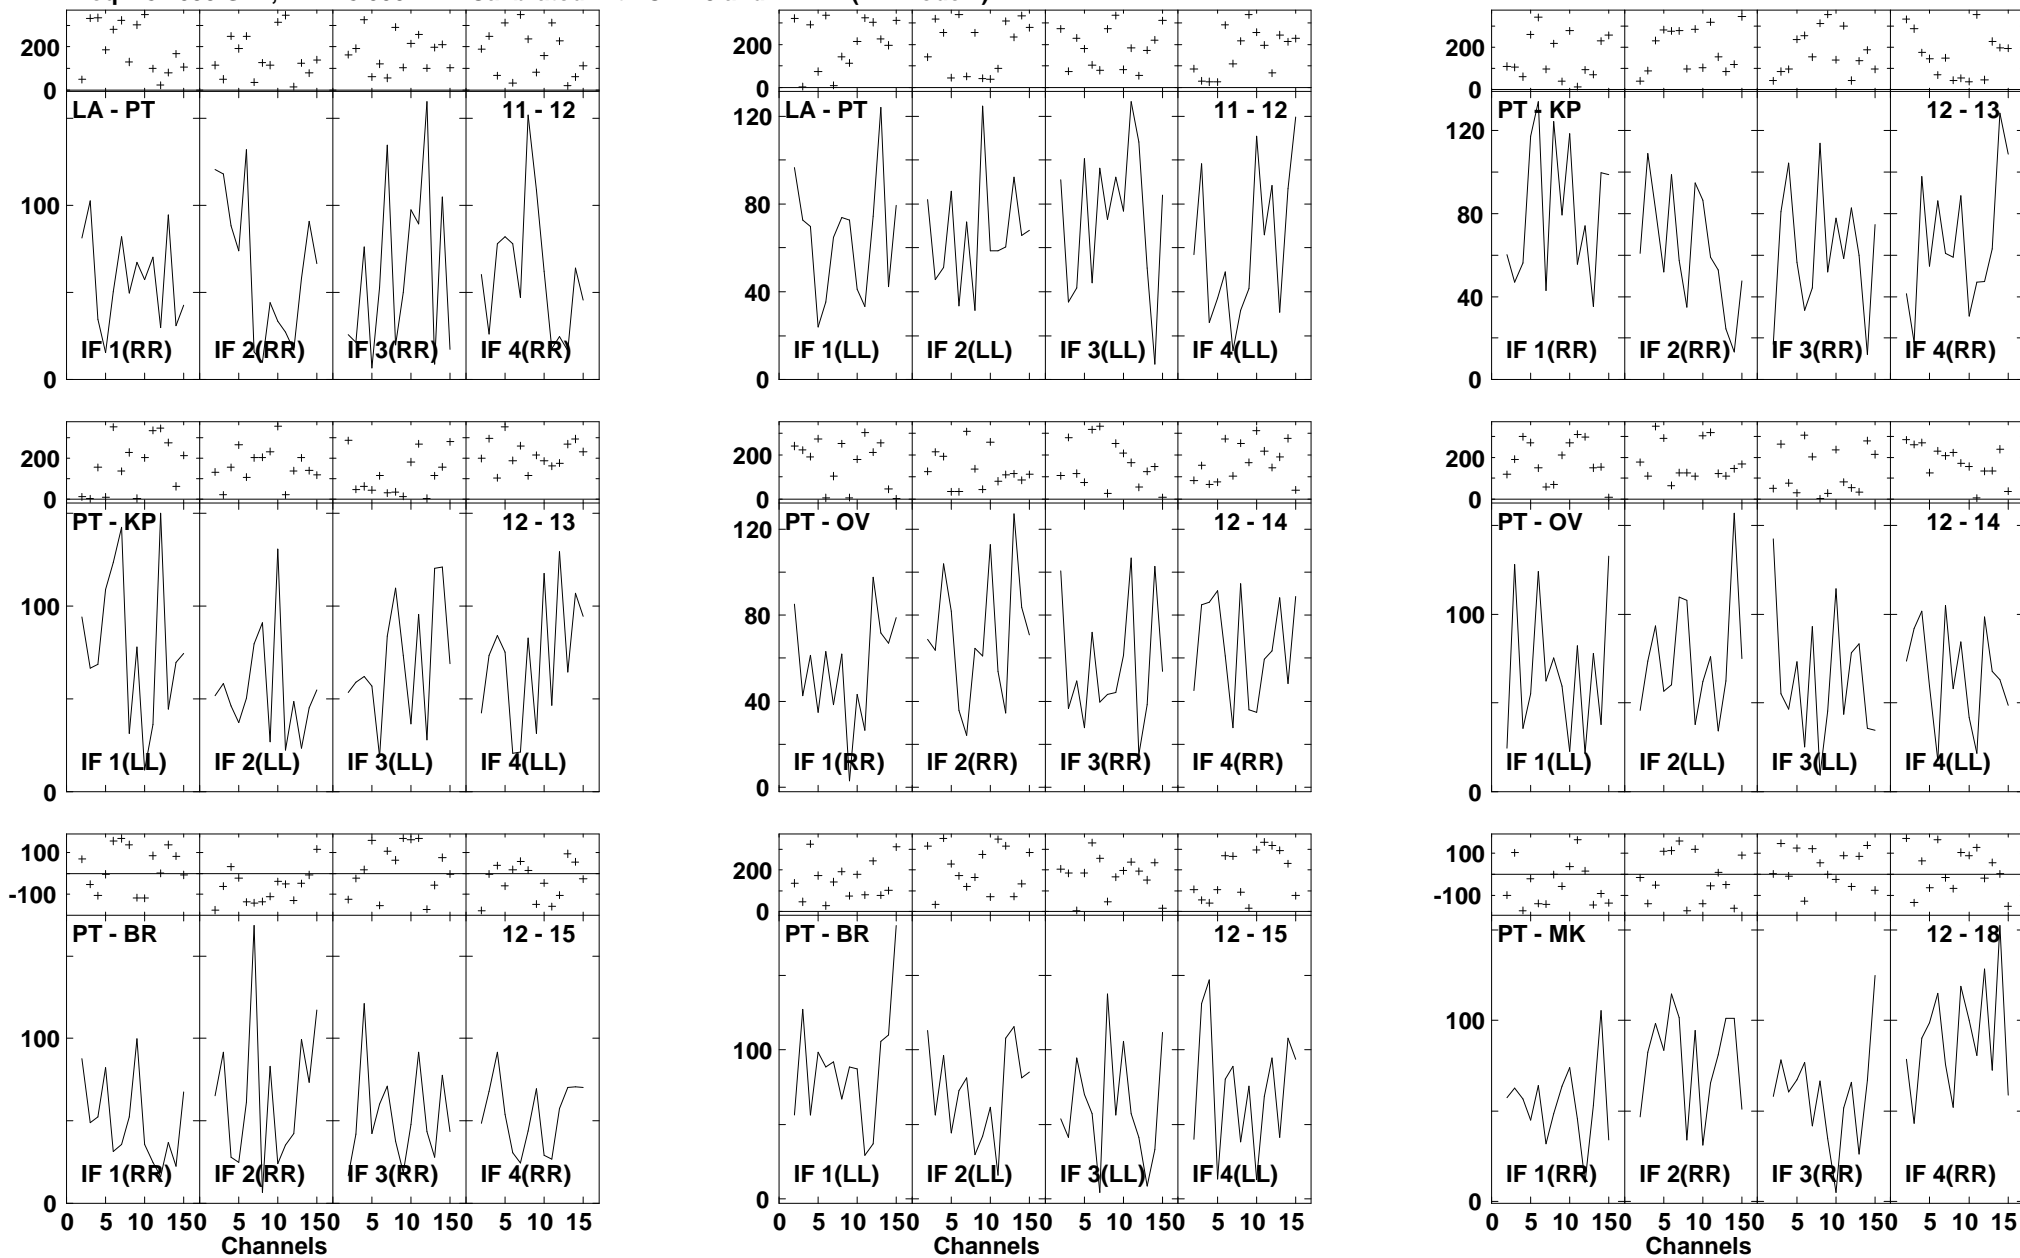 200
0
LA - PT
11 - 12
100
0
IF 1(RR)
IF 2(RR)
IF 3(RR)
IF 4(RR)
200
0
LA - PT
11 - 12
120
80
40
0
IF 1(LL)
IF 2(LL)
IF 3(LL)
IF 4(LL)
200
0
PT - KP
12 - 13
120
80
40
0
IF 1(RR)
IF 2(RR)
IF 3(RR)
IF 4(RR)
200
0
PT - KP
12 - 13
100
0
IF 1(LL)
IF 2(LL)
IF 3(LL)
IF 4(LL)
200
0
PT - OV
12 - 14
120
80
40
0
IF 1(RR)
IF 2(RR)
IF 3(RR)
IF 4(RR)
200
0
PT - OV
12 - 14
100
0
IF 1(LL)
IF 2(LL)
IF 3(LL)
IF 4(LL)
100
-100
PT - BR
12 - 15
100
0
IF 1(RR)
IF 2(RR)
IF 3(RR)
IF 4(RR)
0 5 10 15 0 5 10 15 0 5 10 15 0 5 10 15
Channels
200
0
PT - BR
12 - 15
100
0
IF 1(LL)
IF 2(LL)
IF 3(LL)
IF 4(LL)
0 5 10 15 0 5 10 15 0 5 10 15 0 5 10 15
Channels
100
-100
PT - MK
12 - 18
100
0
IF 1(RR)
IF 2(RR)
IF 3(RR)
IF 4(RR)
0 5 10 15 0 5 10 15 0 5 10 15 0 5 10 15
Channels